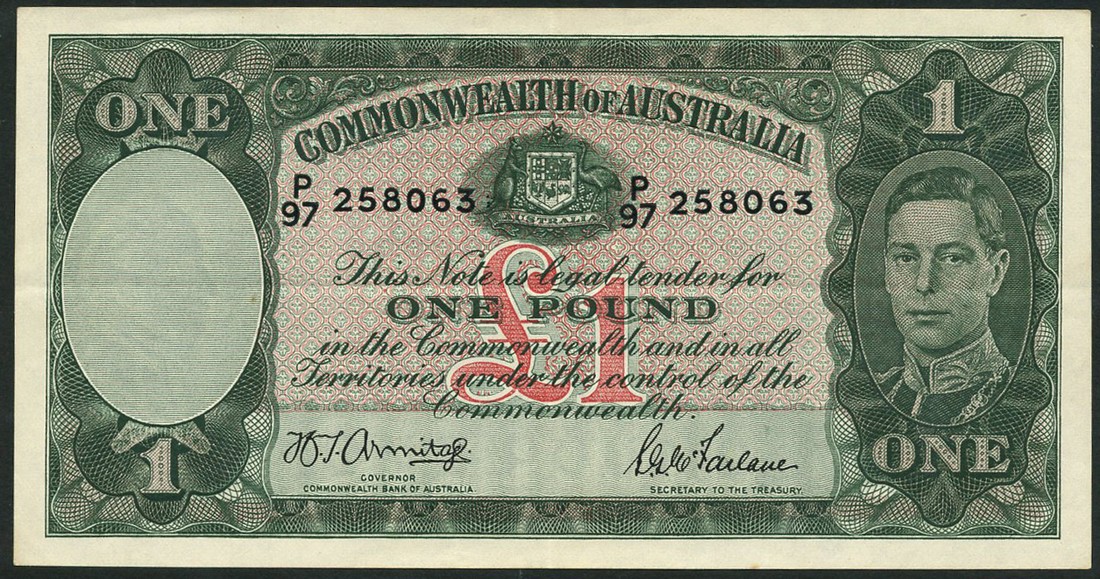 ONE
1
COMMONWEALTH OF AUSTRALIA
P/97 258063 P/97 258063
AUSTRALIA
This Note is legal tender for
ONE POUND
£1
in the Commonwealth and in all
Territories under the control of the
Commonwealth.
H.T. Armitage
S.G. McFarlane
GOVERNOR
COMMONWEALTH BANK OF AUSTRALIA.
SECRETARY TO THE TREASURY.
1
ONE